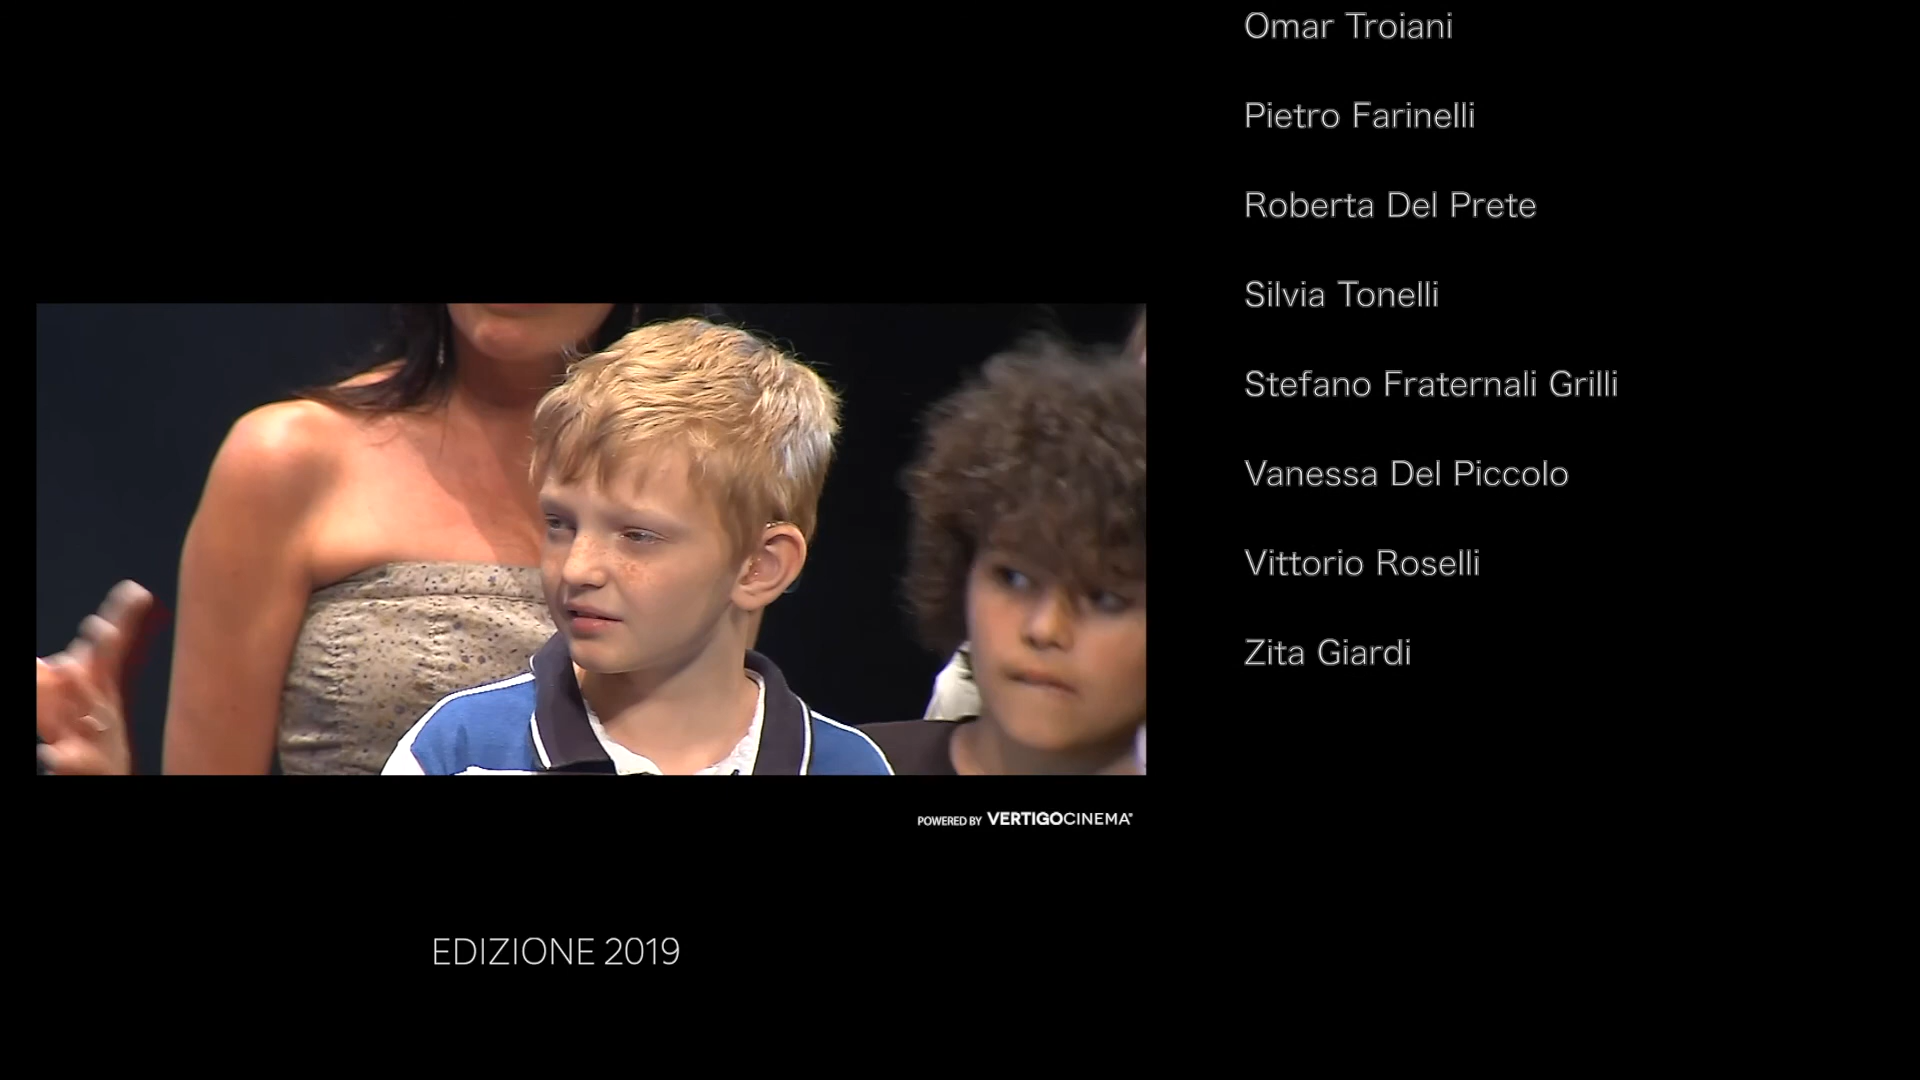 Omar Troiani
Pietro Farinelli
Roberta Del Prete
Silvia Tonelli
Stefano Fraternali Grilli
Vanessa Del Piccolo
Vittorio Roselli
Zita Giardi
POWERED BY VERTIGOCINEMA
EDIZIONE 2019